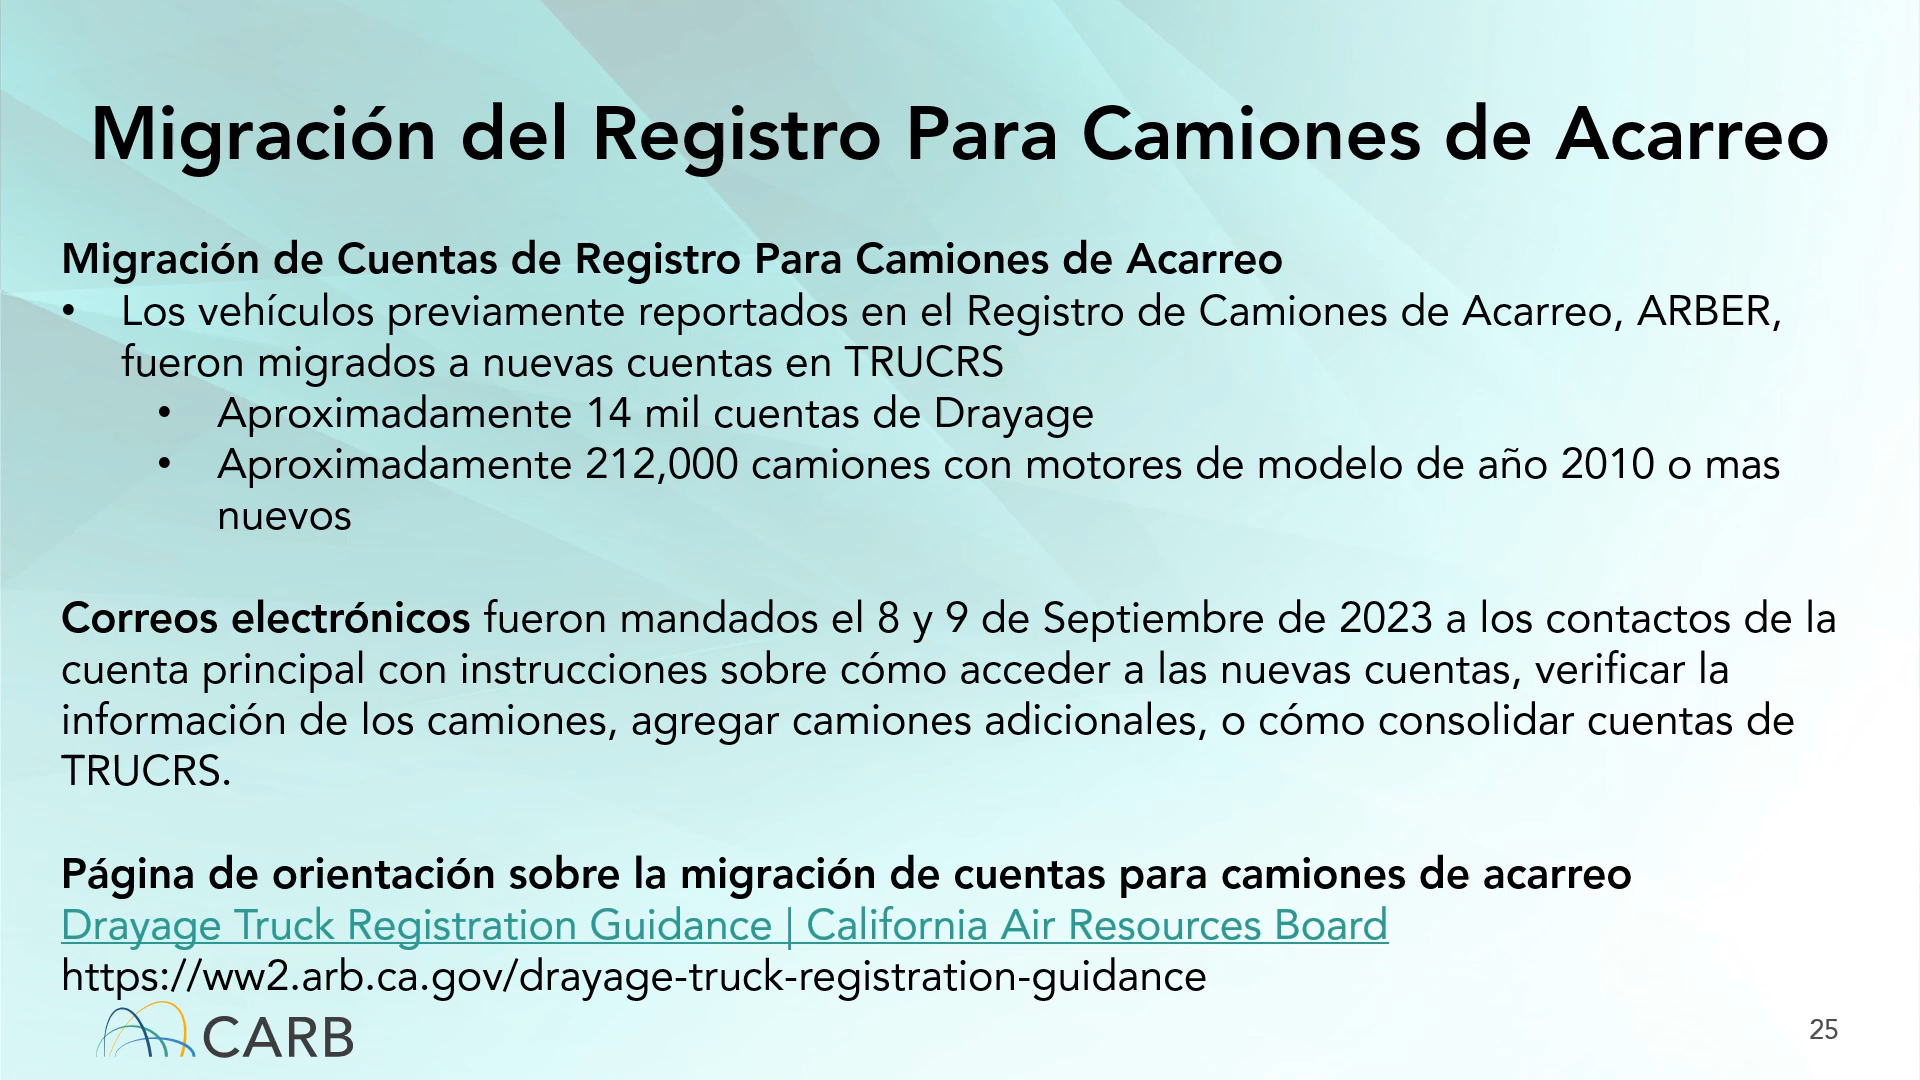 Migración del Registro Para Camiones de Acarreo
Migración de Cuentas de Registro Para Camiones de Acarreo
• Los vehículos previamente reportados en el Registro de Camiones de Acarreo, ARBER,
fueron migrados a nuevas cuentas en TRUCRS
• Aproximadamente 14 mil cuentas de Drayage
• Aproximadamente 212,000 camiones con motores de modelo de año 2010 o mas
nuevos
Correos electrónicos fueron mandados el 8 y 9 de Septiembre de 2023 a los contactos de la
cuenta principal con instrucciones sobre cómo acceder a las nuevas cuentas, verificar la
información de los camiones, agregar camiones adicionales, o cómo consolidar cuentas de
TRUCRS.
Página de orientación sobre la migración de cuentas para camiones de acarreo
Drayage Truck Registration Guidance | California Air Resources Board
https://ww2.arb.ca.gov/drayage-truck-registration-guidance
CARB
25